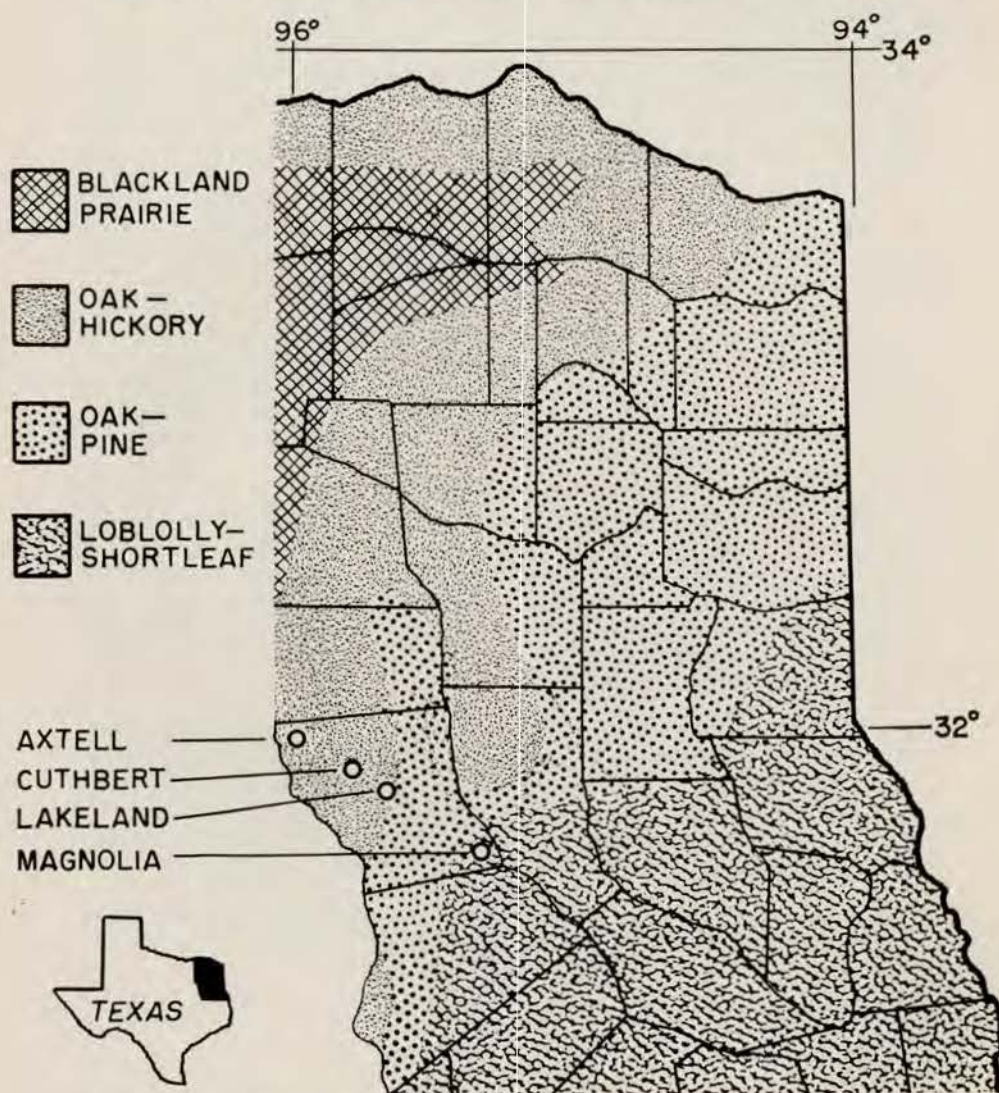 96°
94°
34°
BLACKLAND
PRAIRIE
OAK—
HICKORY
OAK—
PINE
LOBLOLLY—
SHORTLEAF
32°
AXTELL
CUTHBERT
LAKELAND
MAGNOLIA
TEXAS